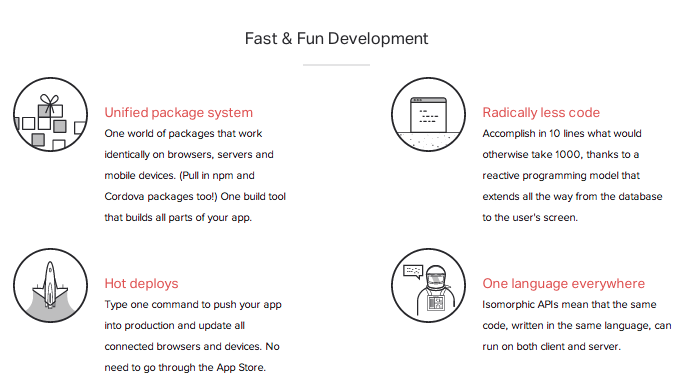 Fast & Fun Development
Unified package system
One world of packages that work
identically on browsers, servers and
mobile devices. (Pull in npm and
Cordova packages too!) One build tool
that builds all parts of your app.
Radically less code
Accomplish in 10 lines what would
otherwise take 1000, thanks to a
reactive programming model that
extends all the way from the database
to the user's screen.
Hot deploys
Type one command to push your app
into production and update all
connected browsers and devices. No
need to go through the App Store.
One language everywhere
Isomorphic APIs mean that the same
code, written in the same language, can
run on both client and server.